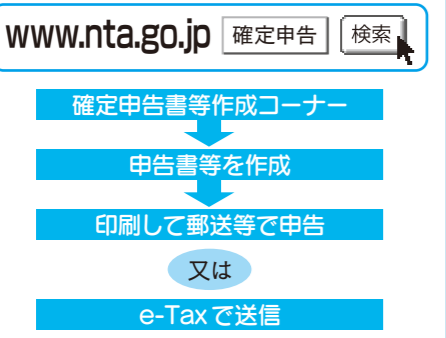 www.nta.go.jp 確定申告 検索
確定申告書等作成コーナー
申告書等を作成
印刷して郵送等で申告
又は
e-Taxで送信